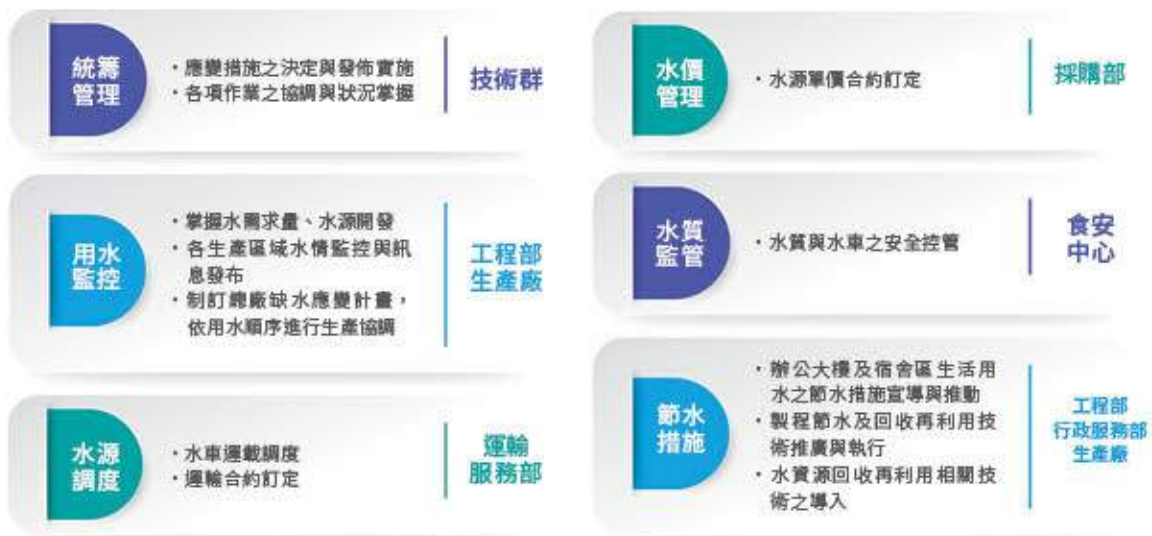 統籌
管理
・應變措施之決定與發佈實施
・各項作業之協調與狀況掌握
技術群
用水
監控
・掌握水需求量、水源開發
・各生產區域水情監控與訊
息發布
・制訂總廠缺水應變計畫，
依用水順序進行生產協調
工程部
生產廠
水源
調度
・水車運載調度
・運輸合約訂定
運輸
服務部
水價
管理
・水源單價合約訂定
採購部
水質
監管
・水質與水車之安全控管
食安
中心
節水
措施
・辦公大樓及宿舍區生活用
水之節水措施宣導與推動
・製程節水及回收再利用技
術推廣與執行
・水資源回收再利用相關技
術之導入
工程部
行政服務部
生產廠